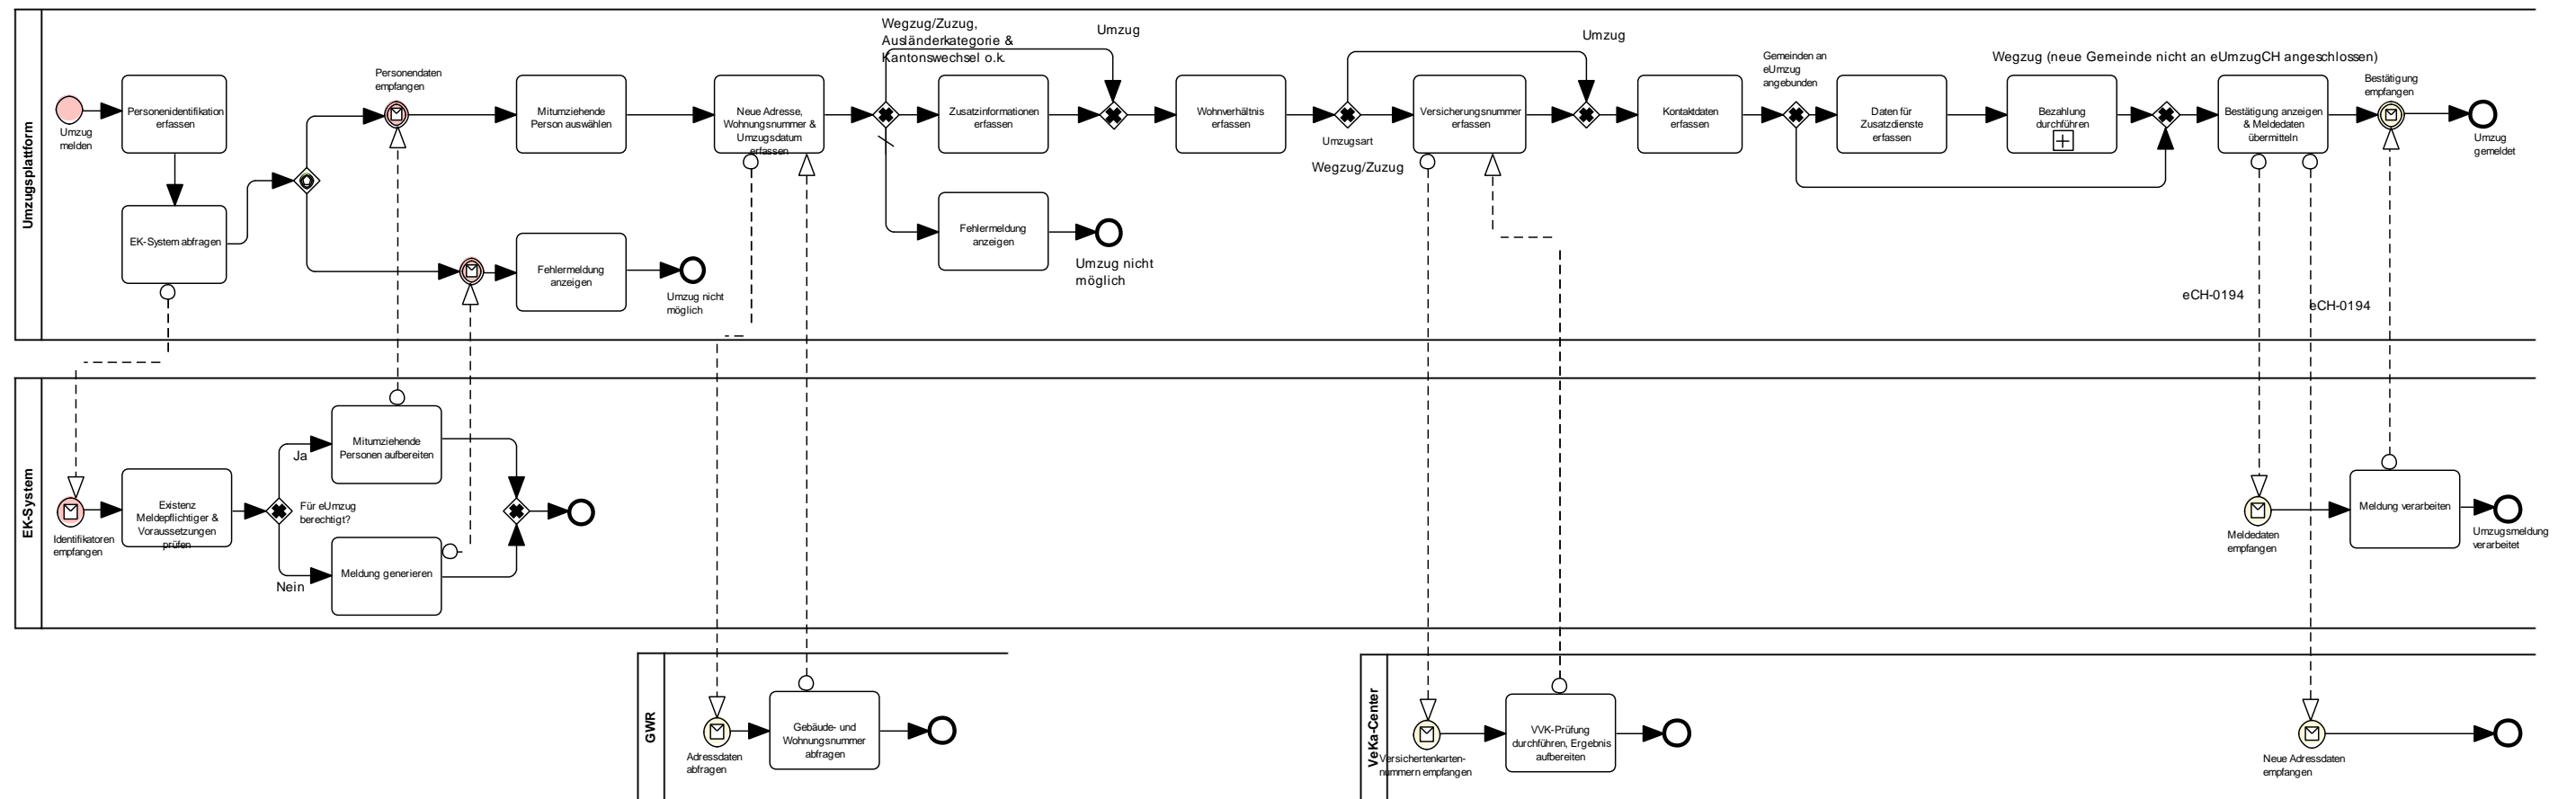 Umzugsplattform
Umzug
melden
Personenidentifikation
erfassen
EK-System abfragen
Personendaten
empfangen
Mitumziehende
Person auswählen
Fehlermeldung
anzeigen
Umzug nicht
möglich
Neue Adresse,
Wohnungsnummer &
Umzugsdatum
erfassen
Wegzug/Zuzug,
Ausländerkategorie &
Kantonswechsel o.k.
Umzug
Zusatzinformationen
erfassen
Fehlermeldung
anzeigen
Umzug nicht
möglich
Wohnverhältnis
erfassen
Umzugsart
Wegzug/Zuzug
Umzug
Versicherungsnummer
erfassen
Kontaktdaten
erfassen
Gemeinden an
eUmzug
angebunden
Daten für
Zusatzdienste
erfassen
Wegzug (neue Gemeinde nicht an eUmzugCH angeschlossen)
Bezahlung
durchführen
Bestätigung anzeigen
& Meldedaten
übermitteln
Bestätigung
empfangen
Umzug
gemeldet
eCH-0194
eCH-0194
EK-System
Identifikatoren
empfangen
Existenz
Meldepflichtiger &
Voraussetzungen
prüfen
Für eUmzug
berechtigt?
Ja
Nein
Mitumziehende
Personen aufbereiten
Meldung generieren
Meldedaten
empfangen
Meldung verarbeiten
Umzugsmeldung
verarbeitet
GWR
Adressdaten
abfragen
Gebäude- und
Wohnungsnummer
abfragen
VeKa-Center
Versichertenkarten-
nummern empfangen
VVK-Prüfung
durchführen, Ergebnis
aufbereiten
Neue Adressdaten
empfangen